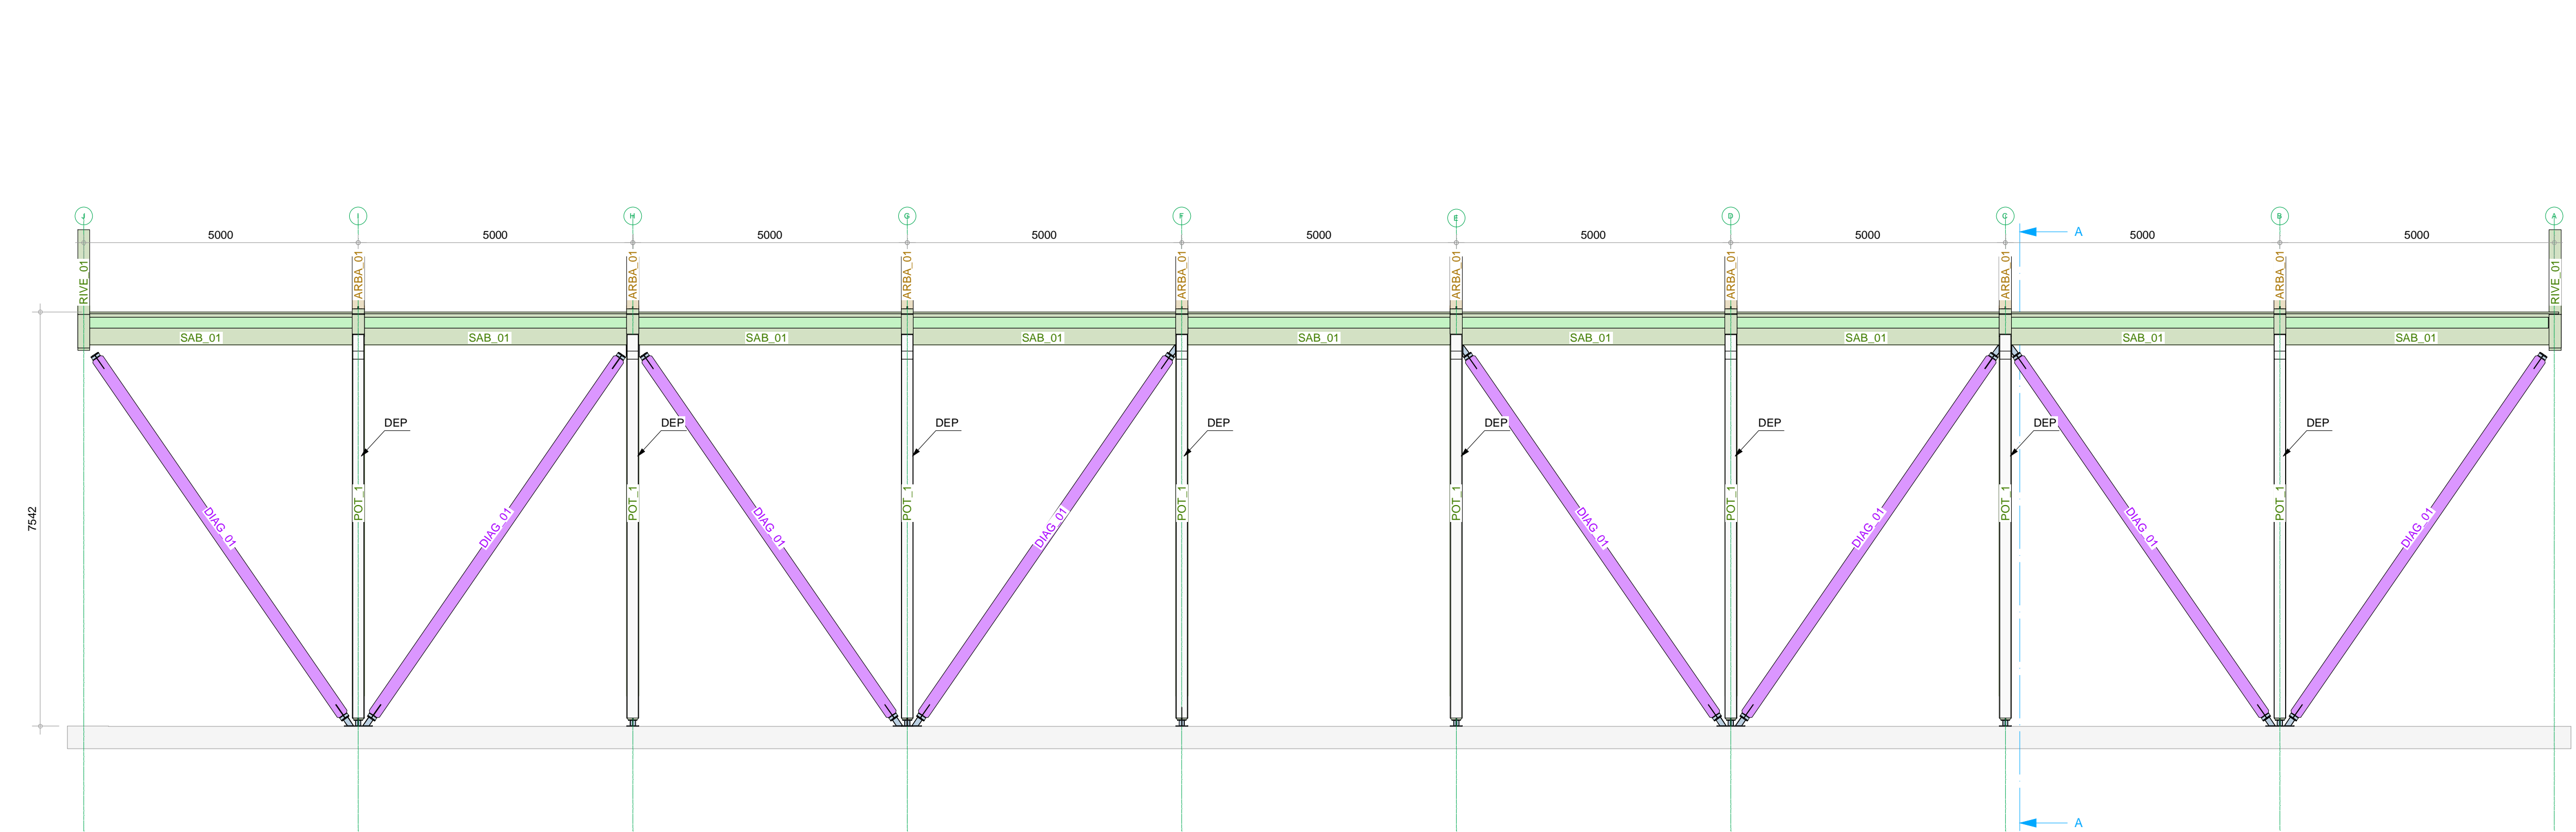 J I H G F E D C B A
5000 5000 5000 5000 5000 5000 5000 5000 5000
A
RIVE_01 ARBA_01 ARBA_01 ARBA_01 ARBA_01 ARBA_01 ARBA_01 ARBA_01 ARBA_01 RIVE_01
SAB_01 SAB_01 SAB_01 SAB_01 SAB_01 SAB_01 SAB_01 SAB_01 SAB_01
DEP DEP DEP DEP DEP DEP DEP DEP
POT_1 POT_1 POT_1 POT_1 POT_1 POT_1 POT_1 POT_1
7542
DIAG_01 DIAG_01 DIAG_01 DIAG_01 DIAG_01 DIAG_01 DIAG_01 DIAG_01
A